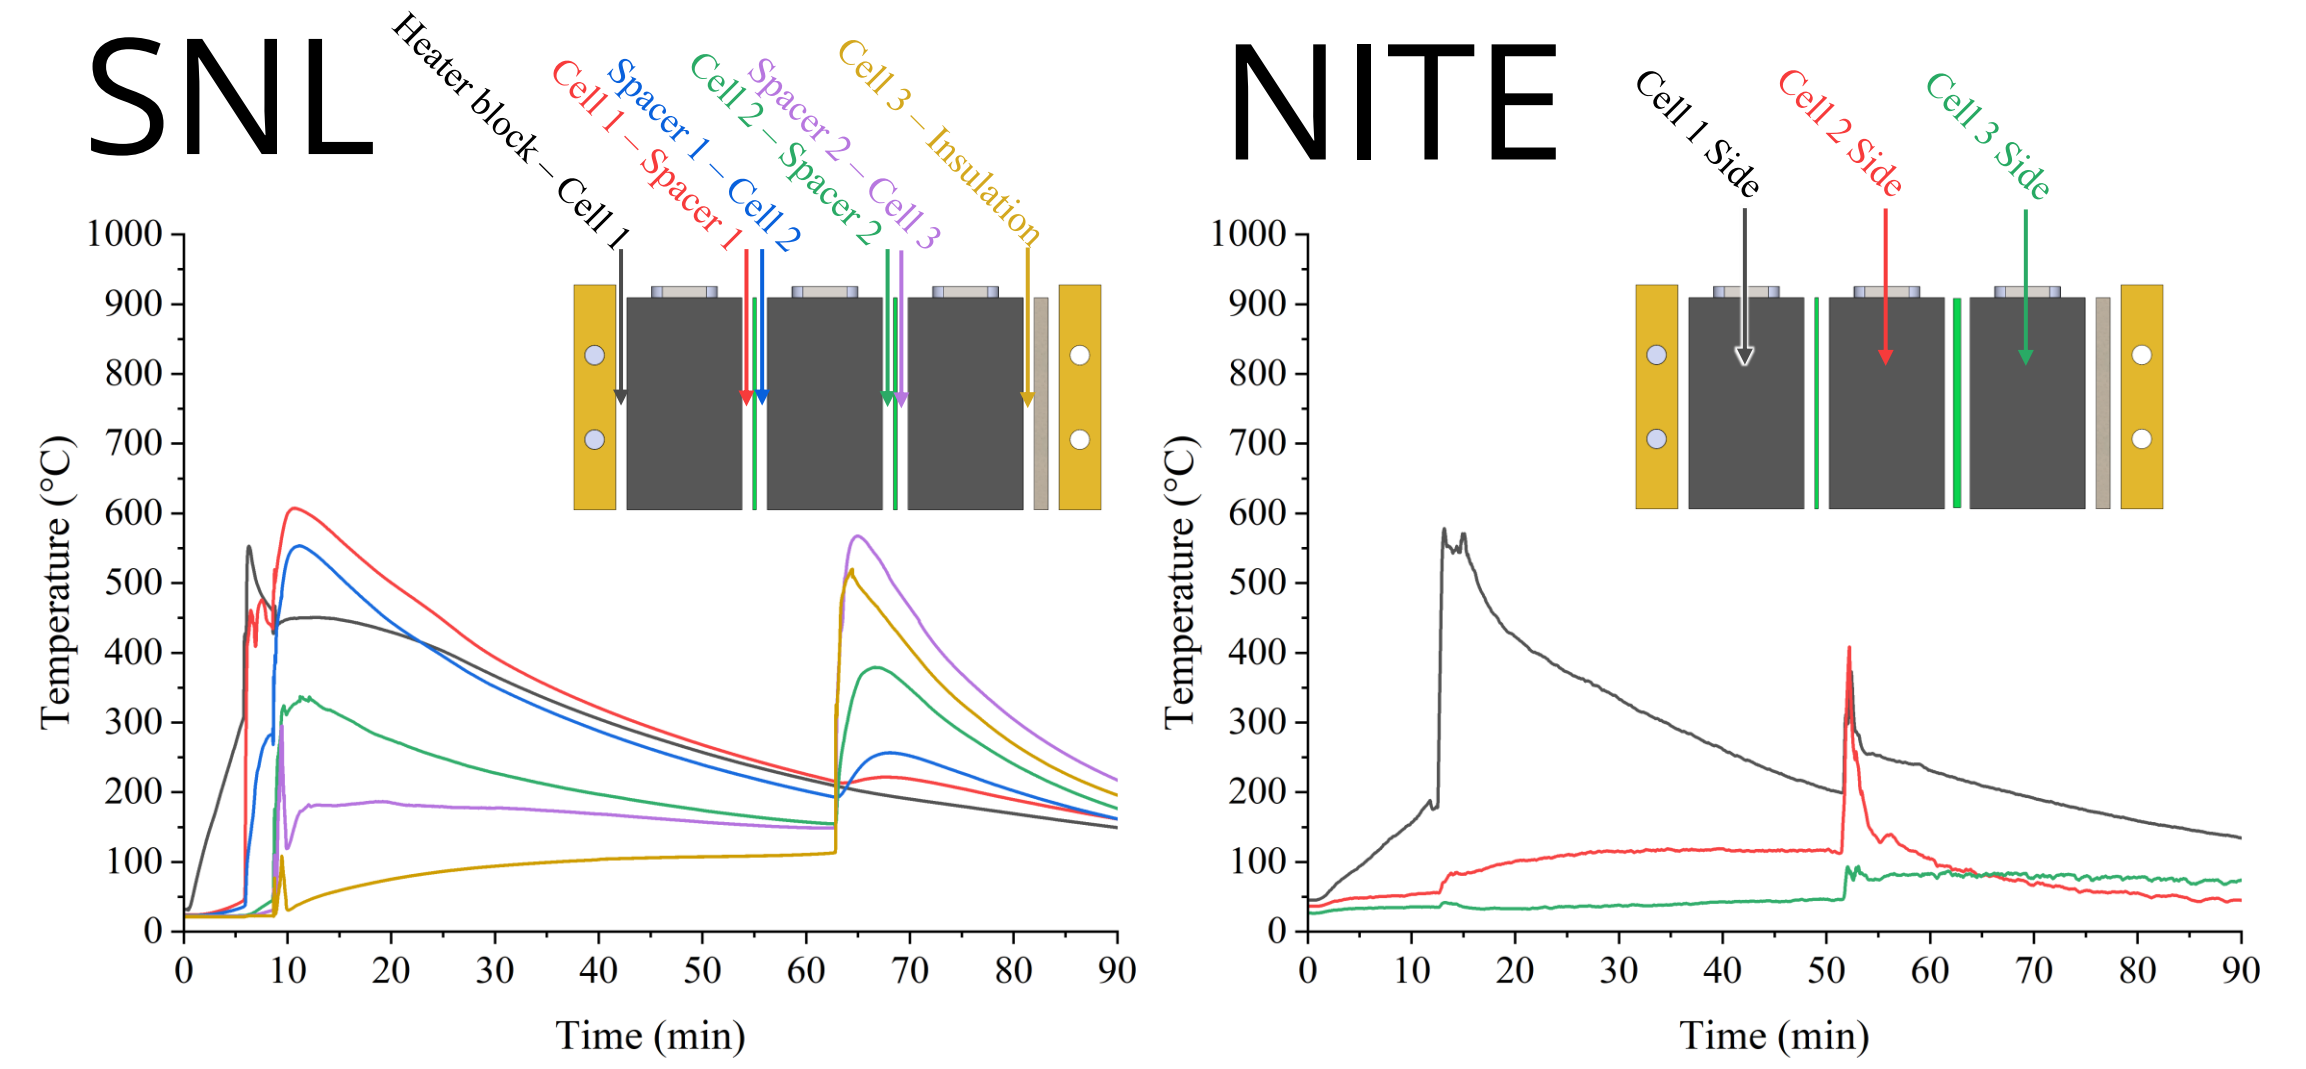 SNL
Heater block – Cell 1
Cell 1 – Spacer 1
Spacer 1 – Cell 2
Cell 2 – Spacer 2
Spacer 2 – Cell 3
Cell 3 – Insulation
1000
900
800
700
600
500
400
300
200
100
0
Temperature (°C)
0 10 20 30 40 50 60 70 80 90
Time (min)
NITE
Cell 1 Side
Cell 2 Side
Cell 3 Side
1000
900
800
700
600
500
400
300
200
100
0
Temperature (°C)
0 10 20 30 40 50 60 70 80 90
Time (min)